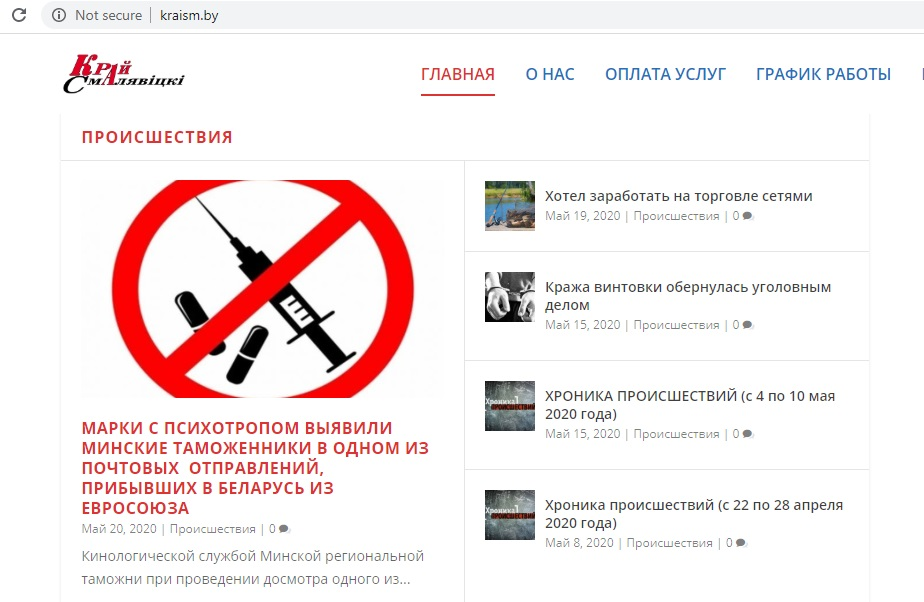 Not secure | kraism.by
Край
Смалявіцкі
ГЛАВНАЯ О НАС ОПЛАТА УСЛУГ ГРАФИК РАБОТЫ
ПРОИСШЕСТВИЯ
МАРКИ С ПСИХОТРОПОМ ВЫЯВИЛИ
МИНСКИЕ ТАМОЖЕННИКИ В ОДНОМ ИЗ
ПОЧТОВЫХ ОТПРАВЛЕНИЙ,
ПРИБЫВШИХ В БЕЛАРУСЬ ИЗ
ЕВРОСОЮЗА
Май 20, 2020 | Происшествия | 0
Кинологической службой Минской региональной
таможни при проведении досмотра одного из...
Хотел заработать на торговле сетями
Май 19, 2020 | Происшествия | 0
Кража винтовки обернулась уголовным
делом
Май 15, 2020 | Происшествия | 0
Хроника
ПРОИСШЕСТВИЙ
ХРОНИКА ПРОИСШЕСТВИЙ (с 4 по 10 мая
2020 года)
Май 15, 2020 | Происшествия | 0
Хроника
ПРОИСШЕСТВИЙ
Хроника происшествий (с 22 по 28 апреля
2020 года)
Май 8, 2020 | Происшествия | 0